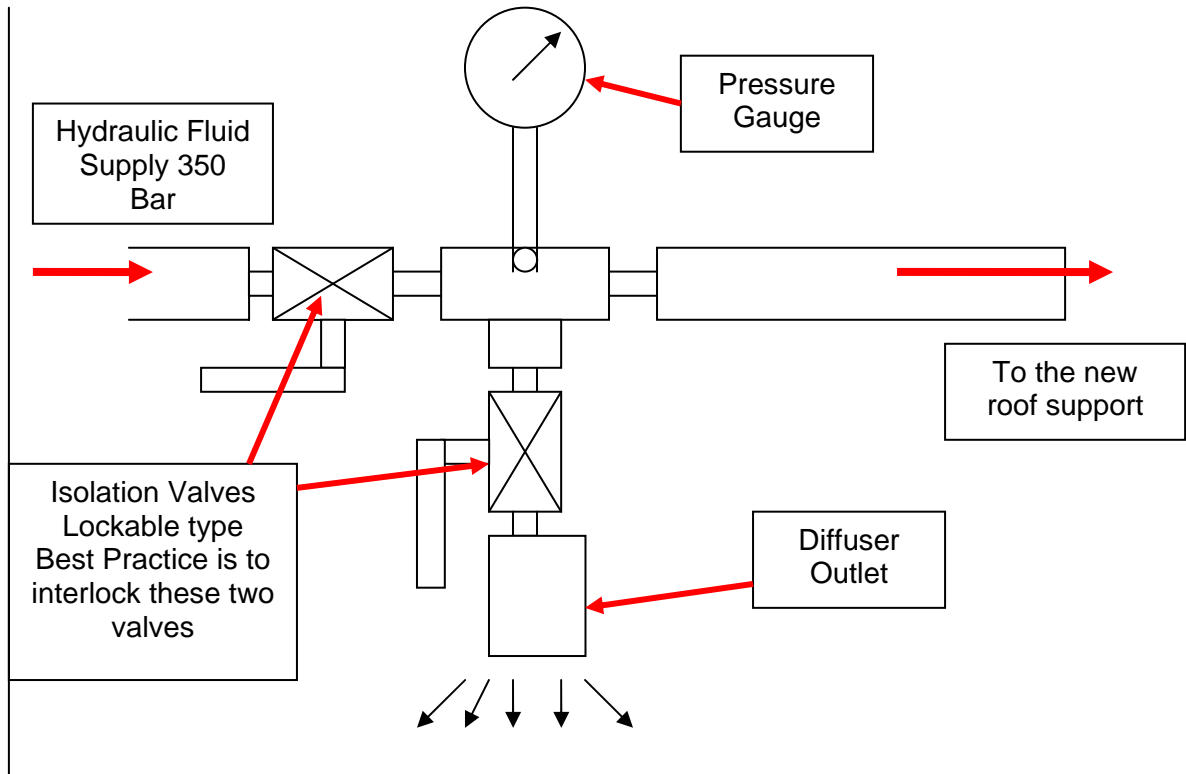 Pressure
Gauge
Hydraulic Fluid
Supply 350
Bar
To the new
roof support
Isolation Valves
Lockable type
Best Practice is to
interlock these two
valves
Diffuser
Outlet